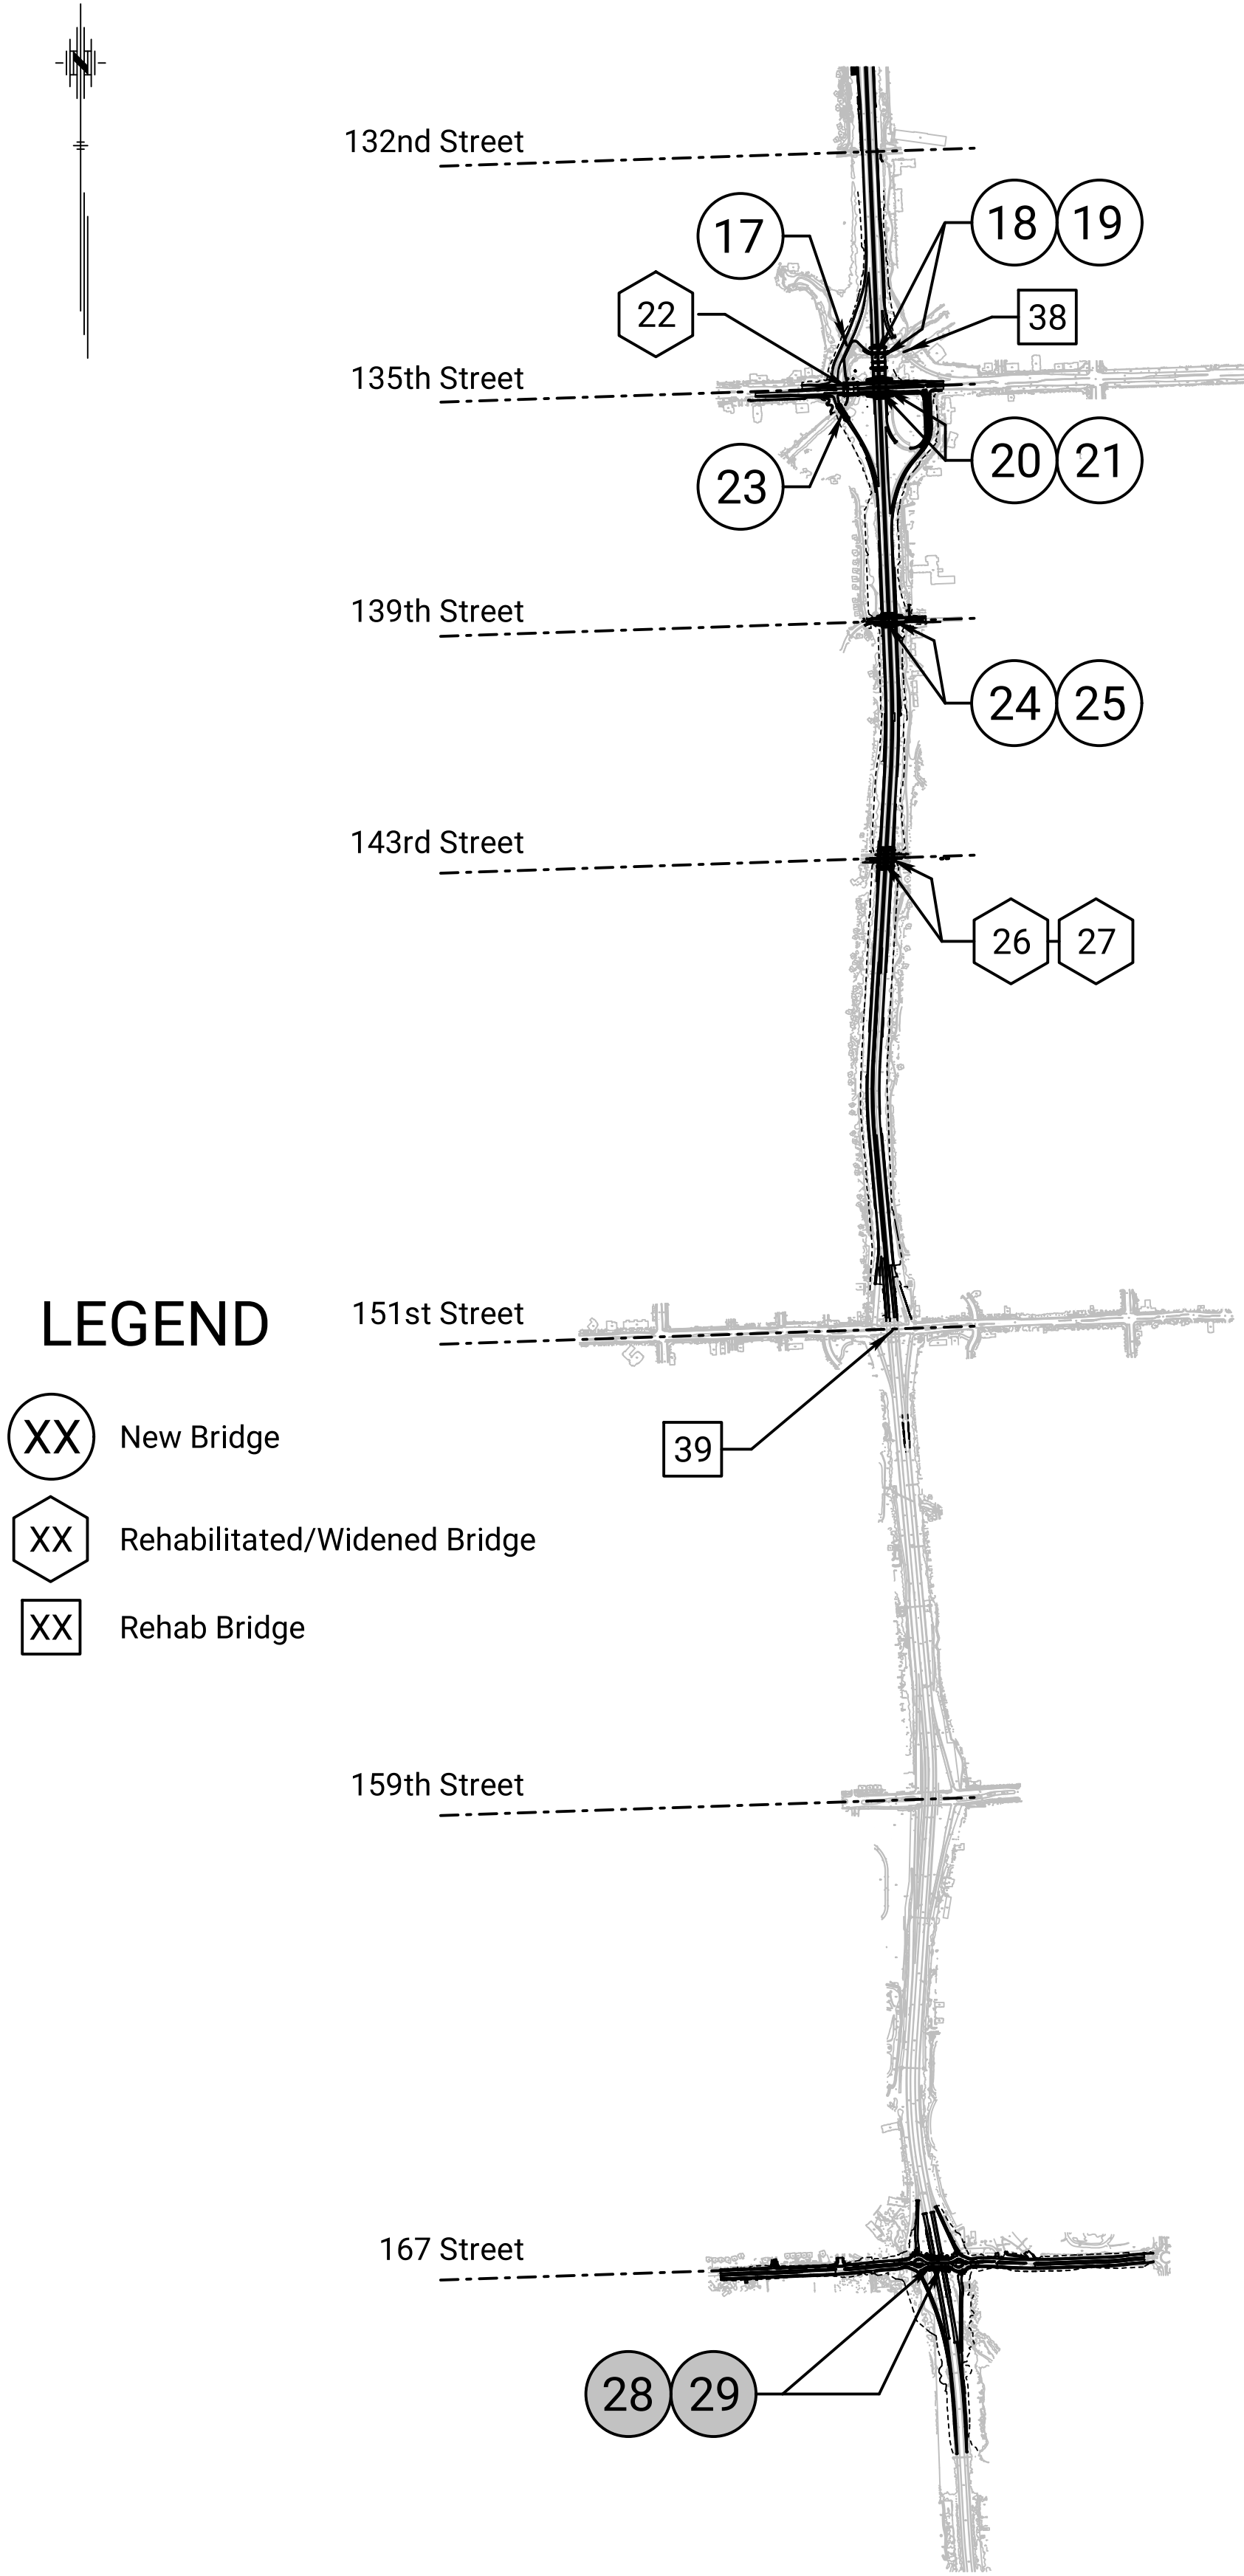 N
132nd Street
17
18 19
22
38
135th Street
20 21
23
139th Street
24 25
143rd Street
26 27
LEGEND
151st Street
XX New Bridge
39
XX Rehabilitated/Widened Bridge
XX Rehab Bridge
159th Street
167 Street
28 29